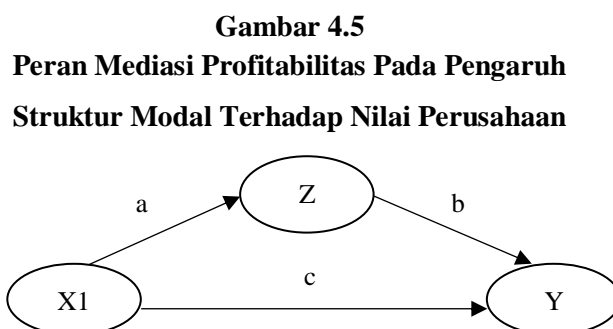 Gambar 4.5
Peran Mediasi Profitabilitas Pada Pengaruh
Struktur Modal Terhadap Nilai Perusahaan
Z
a
b
c
X1
Y